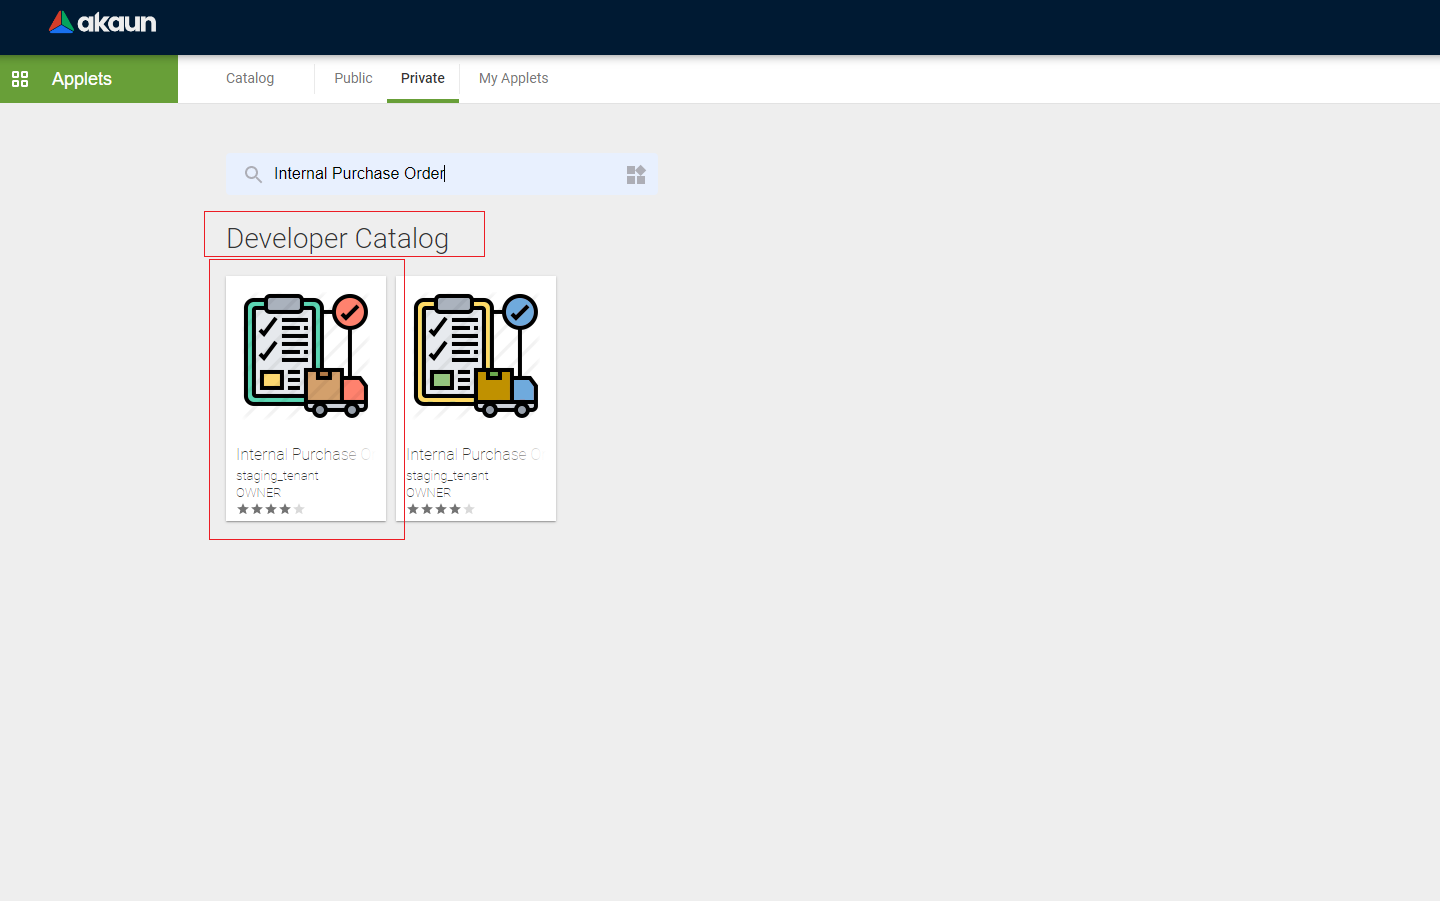 akaun
Applets
Catalog
Public
Private
My Applets
Internal Purchase Order
Developer Catalog
Internal Purchase
staging_tenant
OWNER
Internal Purchase
staging_tenant
OWNER